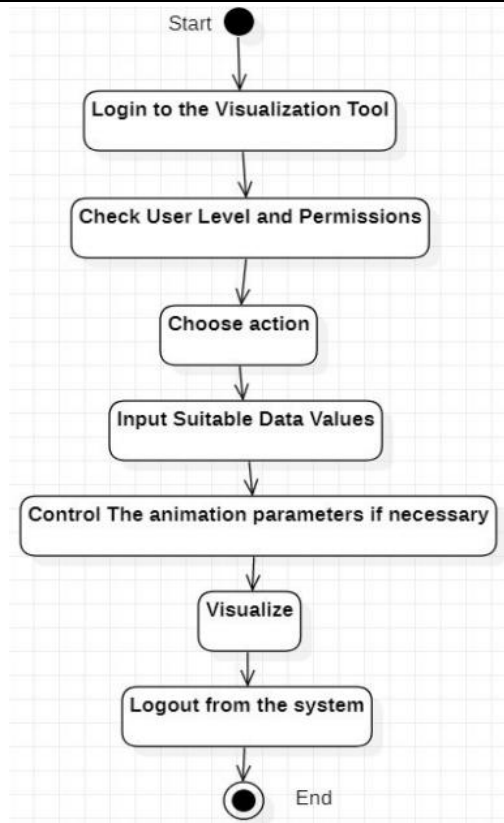 Start
Login to the Visualization Tool
Check User Level and Permissions
Choose action
Input Suitable Data Values
Control The animation parameters if necessary
Visualize
Logout from the system
End